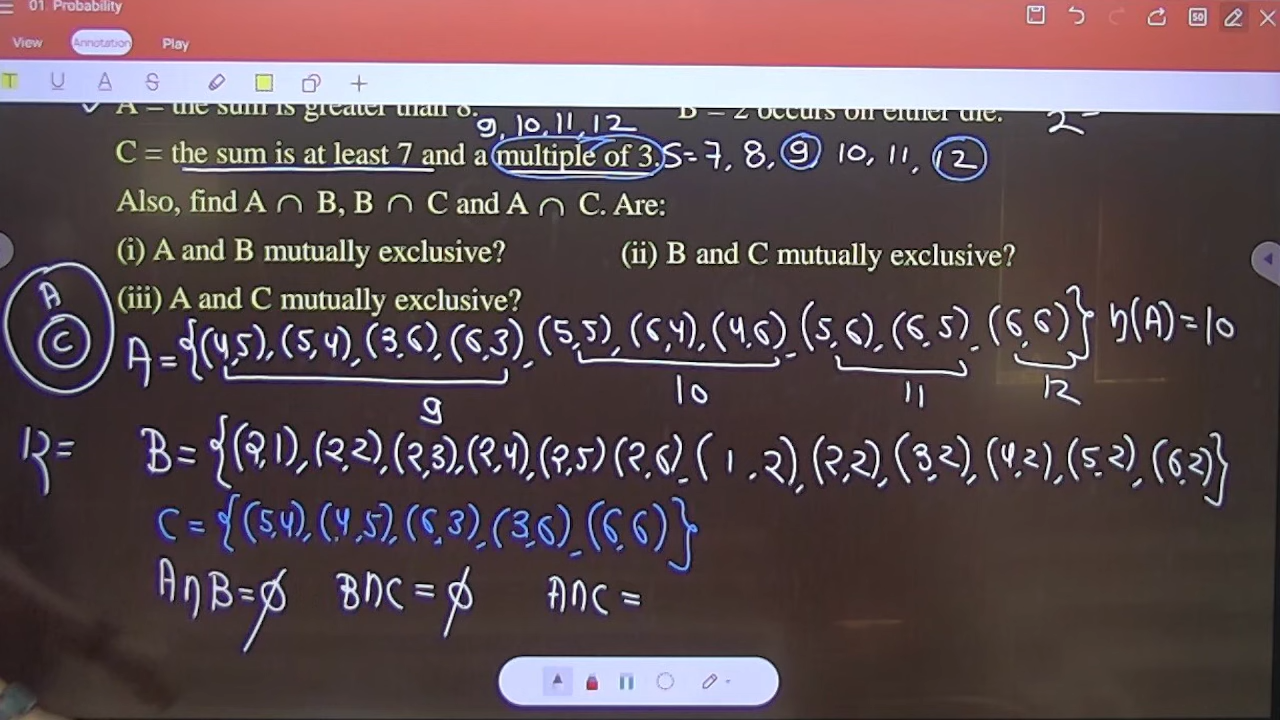 01. Probability
View Annotation Play
50
T U A S
A = the sum is greater than 8. B = 2 occurs on either die.
9, 10, 11, 12 2
C = the sum is at least 7 and a multiple of 3. S = 7, 8, 9, 10, 11, 12
Also, find A ∩ B, B ∩ C and A ∩ C. Are:
(i) A and B mutually exclusive? (ii) B and C mutually exclusive?
(iii) A and C mutually exclusive?
A
C
A = {(4,5), (5,4), (3,6), (6,3), (5,5), (6,4), (4,6), (5,6), (6,5), (6,6)} n(A) = 10
9 10 11 12
B = {(2,1), (2,2), (2,3), (2,4), (2,5) (2,6), (1,2), (2,2), (3,2), (4,2), (5,2), (6,2)}
C = {(5,4), (4,5), (6,3), (3,6), (6,6)}
A∩B = φ B∩C = φ A∩C =